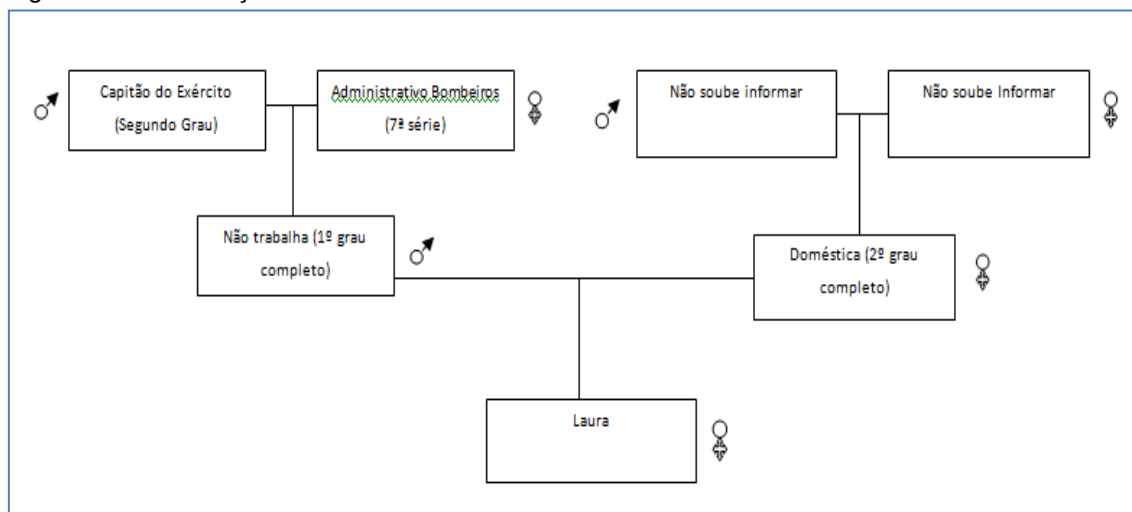 Capitão do Exército
(Segundo Grau)
Administrativo Bombeiros
(7ª série)
Não soube informar
Não soube Informar
Não trabalha (1º grau
completo)
Doméstica (2º grau
completo)
Laura